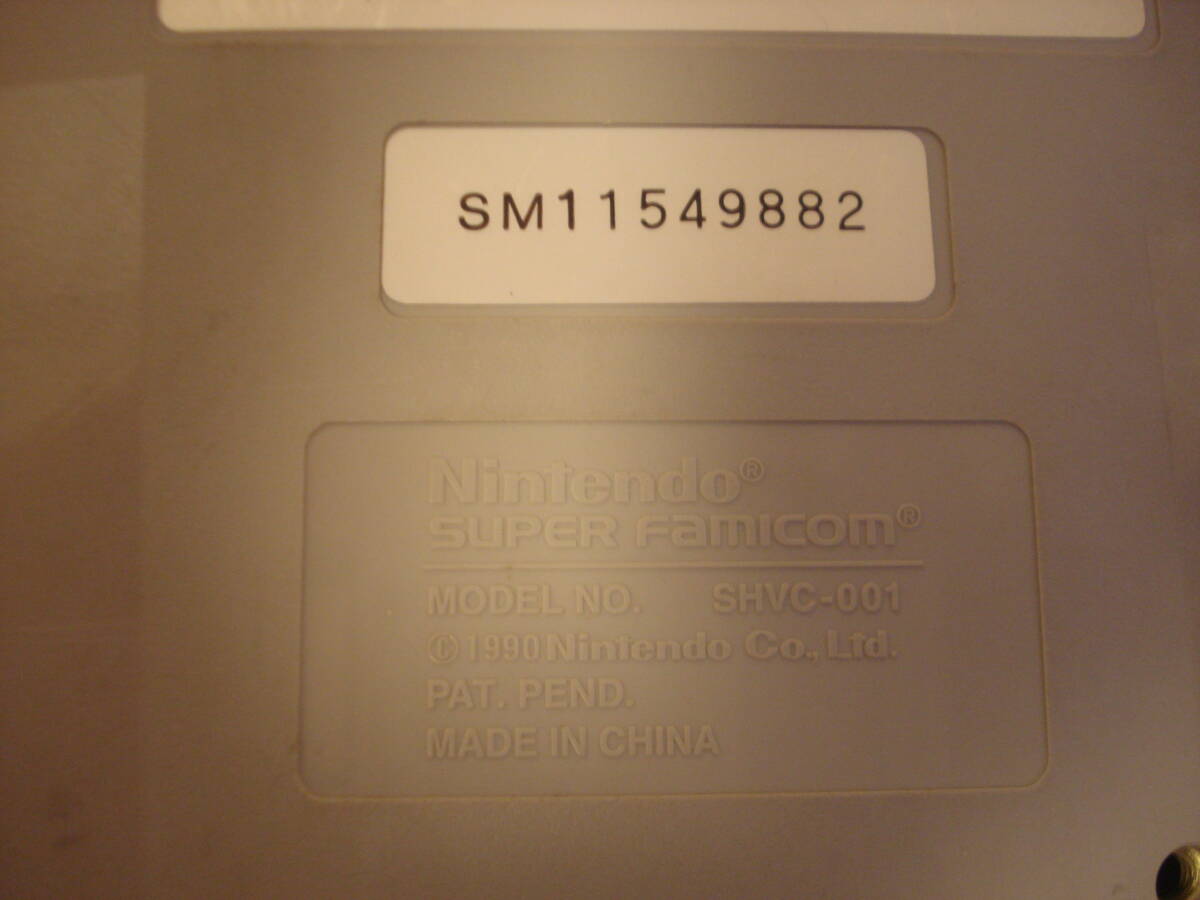 SM11549882
Nintendo®
SUPER FAMICOM®
MODEL NO. SHVC-001
© 1990 Nintendo Co., Ltd.
PAT. PEND.
MADE IN CHINA